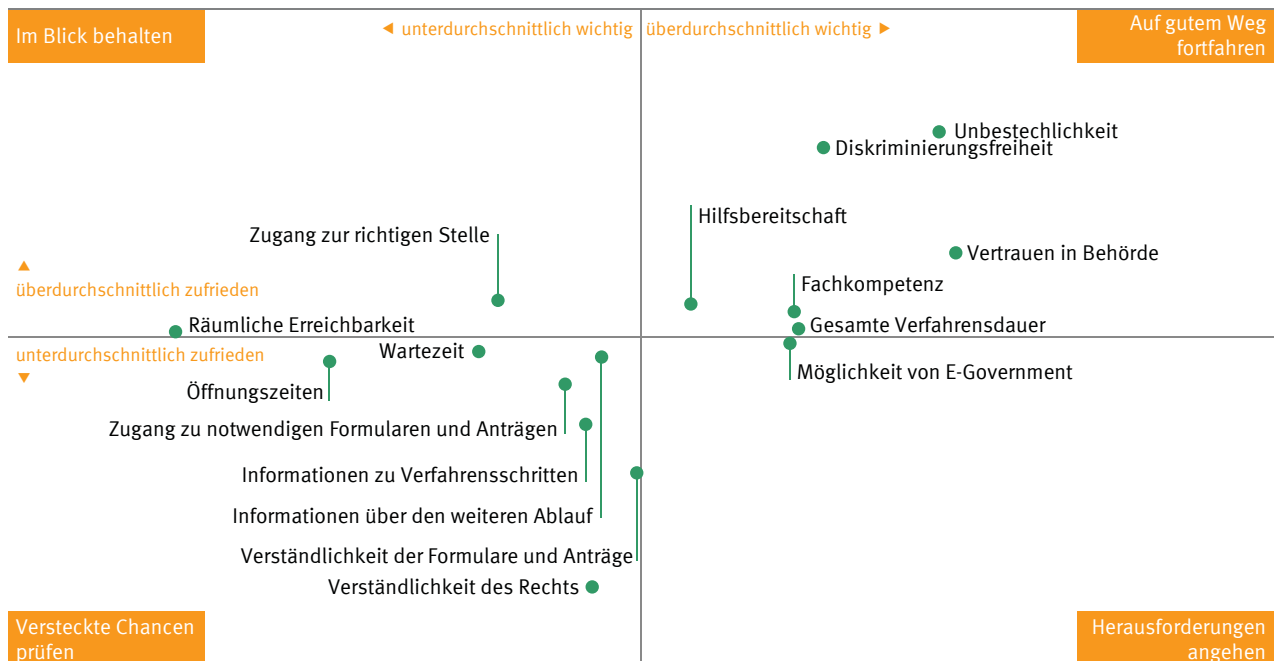 Im Blick behalten
◄ unterdurchschnittlich wichtig
überdurchschnittlich wichtig ►
Auf gutem Weg
fortfahren
Unbestechlichkeit
Diskriminierungsfreiheit
Hilfsbereitschaft
Zugang zur richtigen Stelle
Vertrauen in Behörde
▲
überdurchschnittlich zufrieden
Fachkompetenz
Räumliche Erreichbarkeit
Gesamte Verfahrensdauer
unterdurchschnittlich zufrieden
▼
Wartezeit
Möglichkeit von E-Government
Öffnungszeiten
Zugang zu notwendigen Formularen und Anträgen
Informationen zu Verfahrensschritten
Informationen über den weiteren Ablauf
Verständlichkeit der Formulare und Anträge
Verständlichkeit des Rechts
Versteckte Chancen
prüfen
Herausforderungen
angehen